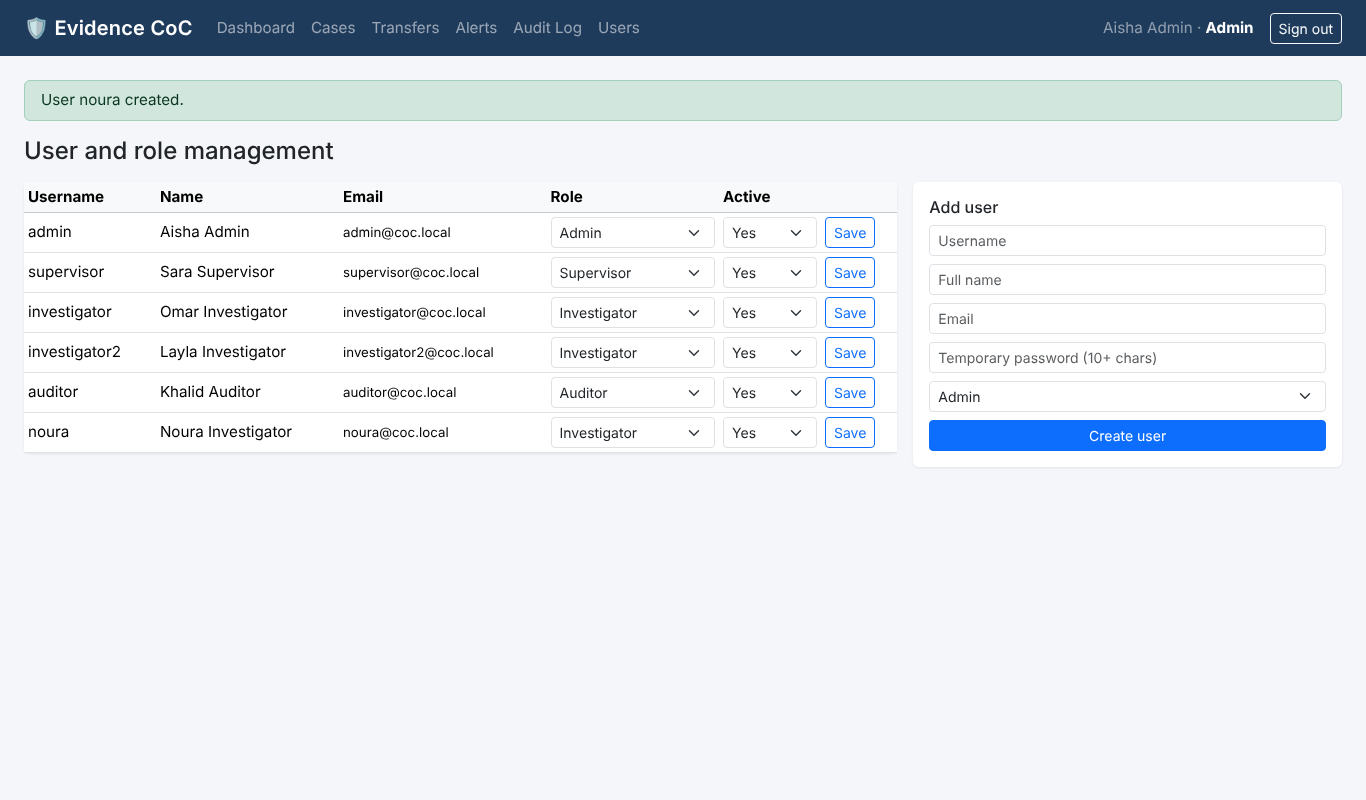 Evidence CoC Dashboard Cases Transfers Alerts Audit Log Users Aisha Admin · Admin Sign out
User noura created.
User and role management
Username Name Email Role Active
admin Aisha Admin admin@coc.local Admin Yes Save
supervisor Sara Supervisor supervisor@coc.local Supervisor Yes Save
investigator Omar Investigator investigator@coc.local Investigator Yes Save
investigator2 Layla Investigator investigator2@coc.local Investigator Yes Save
auditor Khalid Auditor auditor@coc.local Auditor Yes Save
noura Noura Investigator noura@coc.local Investigator Yes Save
Add user
Username
Full name
Email
Temporary password (10+ chars)
Admin
Create user